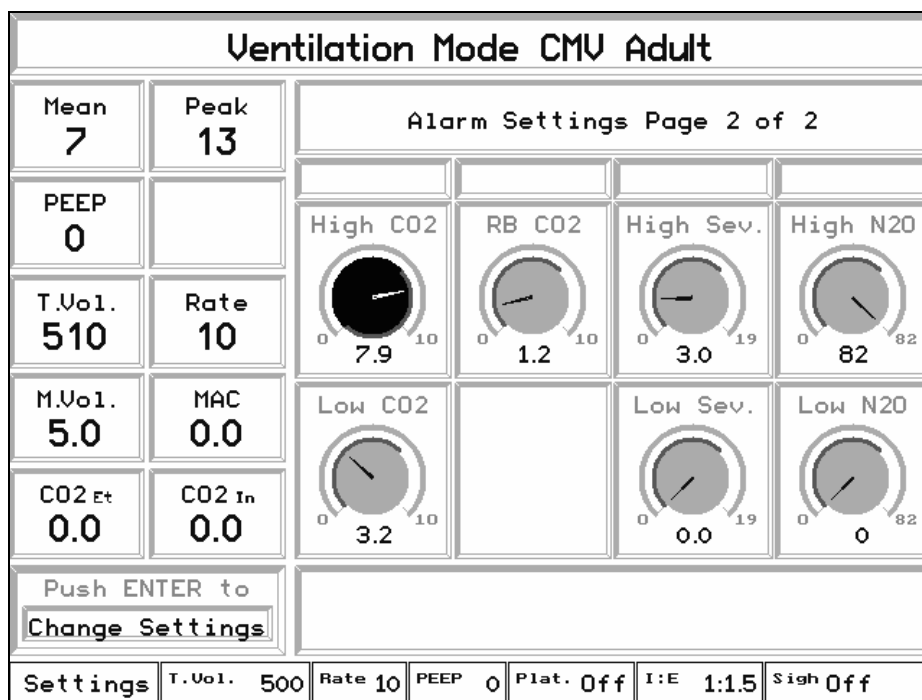 Ventilation Mode CMV Adult
Mean Peak
7 13
Alarm Settings Page 2 of 2
PEEP
0
High CO2 RB CO2 High Sev. High N2O
0 10 0 10 0 19 0 82
7.9 1.2 3.0 82
T.Vol. Rate
510 10
M.Vol. MAC
5.0 0.0
Low CO2 Low Sev. Low N2O
0 10 0 19 0 82
3.2 0.0 0
CO2 Et CO2 In
0.0 0.0
Push ENTER to
Change Settings
Settings T.Vol. 500 Rate 10 PEEP 0 Plat. Off I:E 1:1.5 Sigh Off